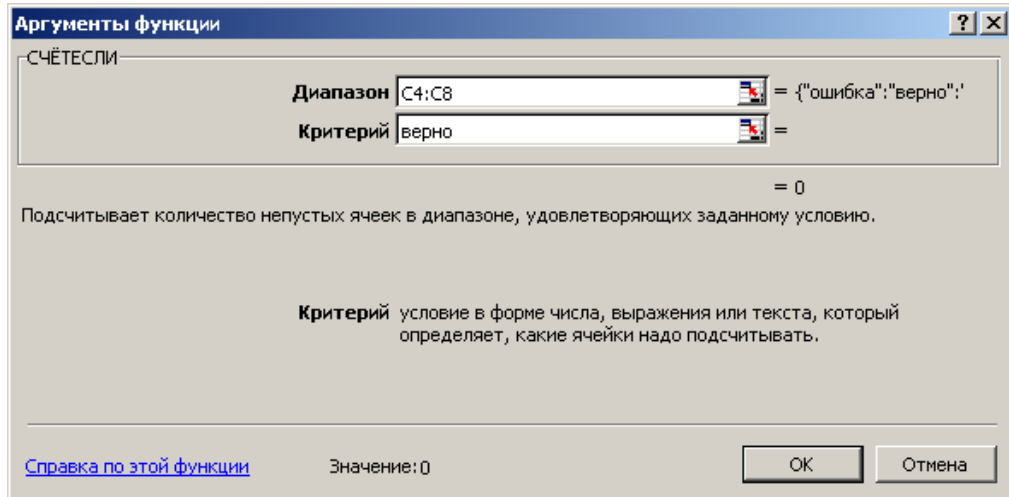 Аргументы функции
СЧЁТЕСЛИ
Диапазон C4:C8 = {"ошибка":"верно":'
Критерий верно =
= 0
Подсчитывает количество непустых ячеек в диапазоне, удовлетворяющих заданному условию.
Критерий условие в форме числа, выражения или текста, который
определяет, какие ячейки надо подсчитывать.
Справка по этой функции Значение:0 OK Отмена